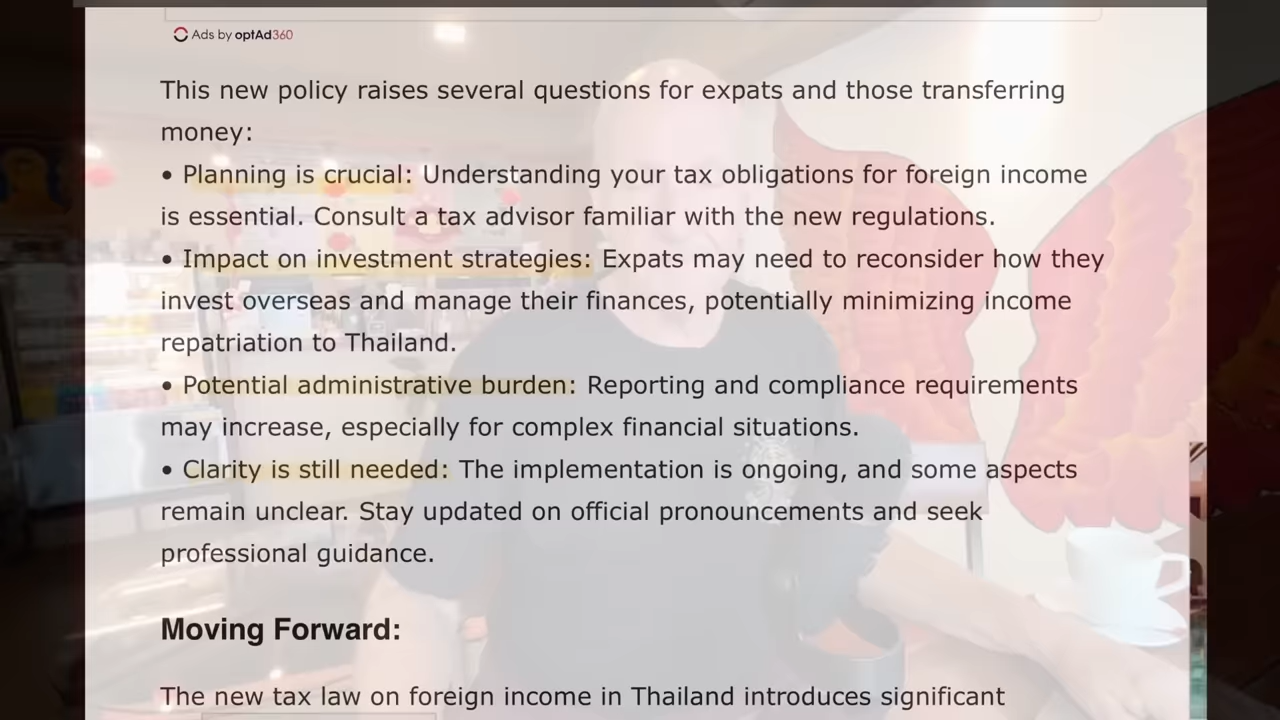 Ads by optAd360
This new policy raises several questions for expats and those transferring
money:
• Planning is crucial: Understanding your tax obligations for foreign income
is essential. Consult a tax advisor familiar with the new regulations.
• Impact on investment strategies: Expats may need to reconsider how they
invest overseas and manage their finances, potentially minimizing income
repatriation to Thailand.
• Potential administrative burden: Reporting and compliance requirements
may increase, especially for complex financial situations.
• Clarity is still needed: The implementation is ongoing, and some aspects
remain unclear. Stay updated on official pronouncements and seek
professional guidance.
Moving Forward:
The new tax law on foreign income in Thailand introduces significant